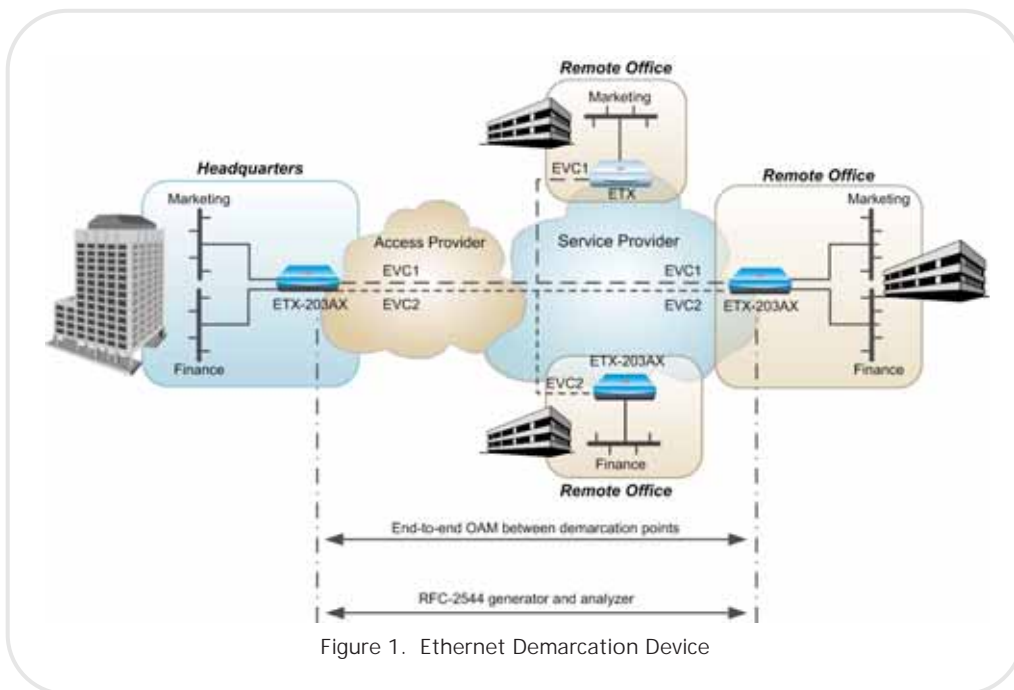 Remote Office
Marketing
EVC1
ETX
Headquarters
Marketing
Finance
ETX-203AX
Access Provider
EVC1
EVC2
Service Provider
EVC1
EVC2
Remote Office
Marketing
ETX-203AX
Finance
ETX-203AX
EVC2
Finance
Remote Office
End-to-end OAM between demarcation points
RFC-2544 generator and analyzer
Figure 1. Ethernet Demarcation Device